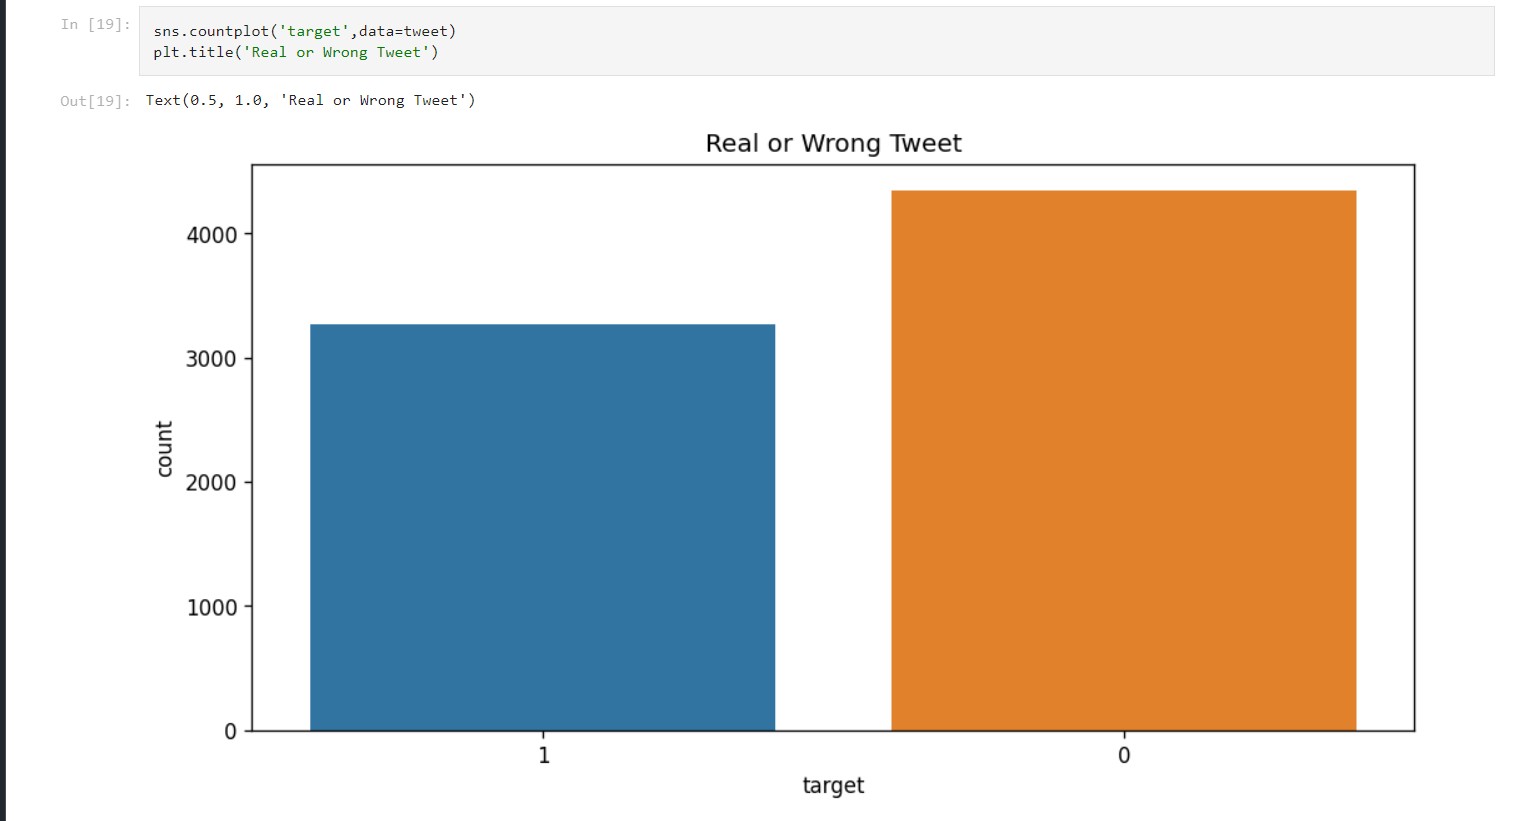 In [19]:
sns.countplot('target',data=tweet)
plt.title('Real or Wrong Tweet')
Out[19]: Text(0.5, 1.0, 'Real or Wrong Tweet')
Real or Wrong Tweet
4000
3000
2000
1000
0
count
1 0
target